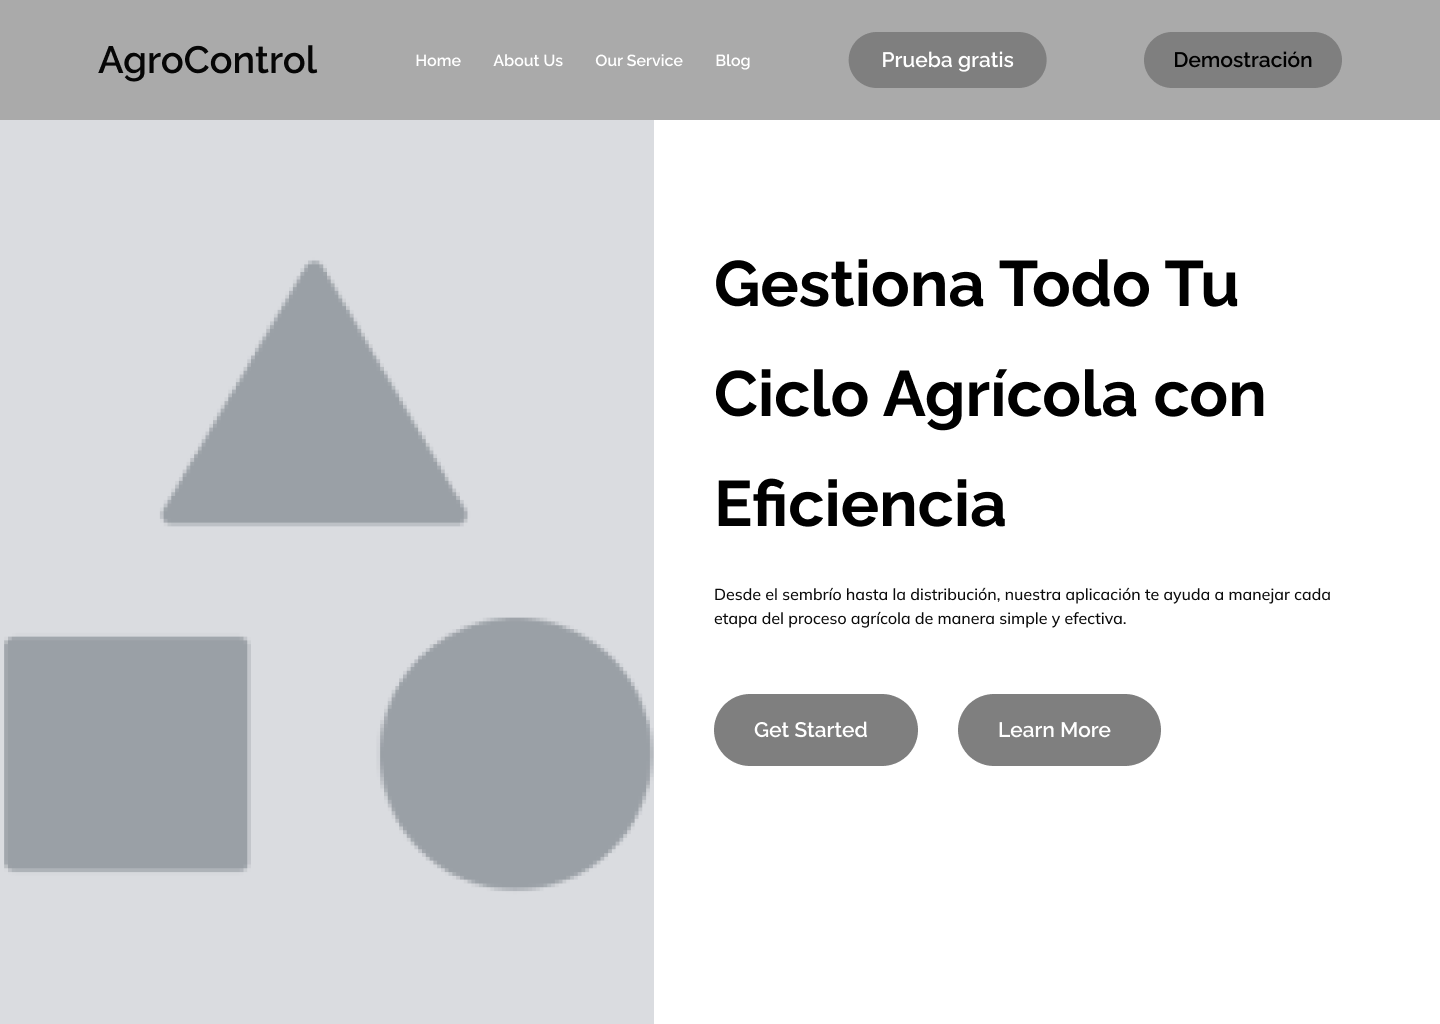 AgroControl
Home About Us Our Service Blog
Prueba gratis
Demostración
Gestiona Todo Tu
Ciclo Agrícola con
Eficiencia
Desde el sembrío hasta la distribución, nuestra aplicación te ayuda a manejar cada
etapa del proceso agrícola de manera simple y efectiva.
Get Started
Learn More